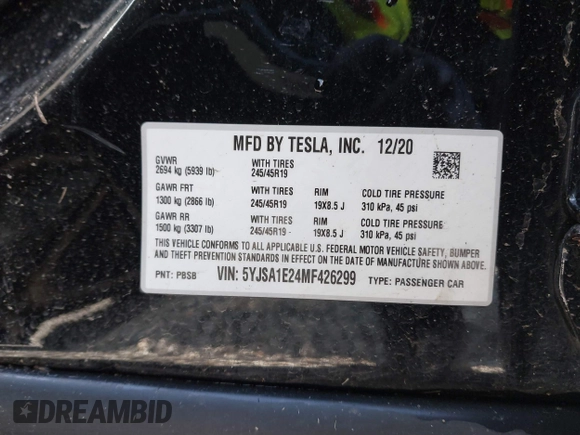 MFD BY TESLA, INC. 12/20
GVWR WITH TIRES
2694 kg (5939 lb) 245/45R19
GAWR FRT WITH TIRES RIM COLD TIRE PRESSURE
1300 kg (2866 lb) 245/45R19 19X8.5 J 310 kPa, 45 psi
GAWR RR WITH TIRES RIM COLD TIRE PRESSURE
1500 kg (3307 lb) 245/45R19 - 19X8.5 J 310 kPa, 45 psi
THIS VEHICLE CONFORMS TO ALL APPLICABLE U.S. FEDERAL MOTOR VEHICLE SAFETY, BUMPER
AND THEFT PREVENTION STANDARDS IN EFFECT ON THE DATE OF MANUFACTURE SHOWN ABOVE.
PNT: PBSB VIN: 5YJSA1E24MF426299 TYPE: PASSENGER CAR
DREAMBID